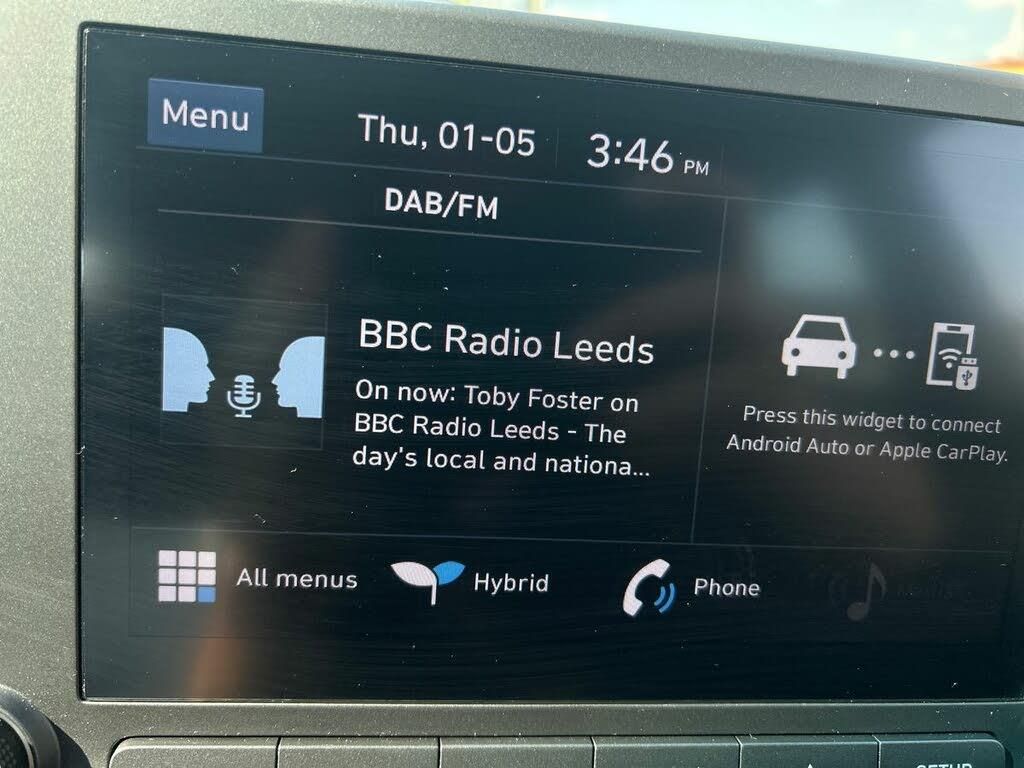 Menu
Thu, 01-05
3:46 PM
DAB/FM
BBC Radio Leeds
On now: Toby Foster on
BBC Radio Leeds - The
day's local and nationa...
Press this widget to connect
Android Auto or Apple CarPlay.
All menus
Hybrid
Phone
SETUP